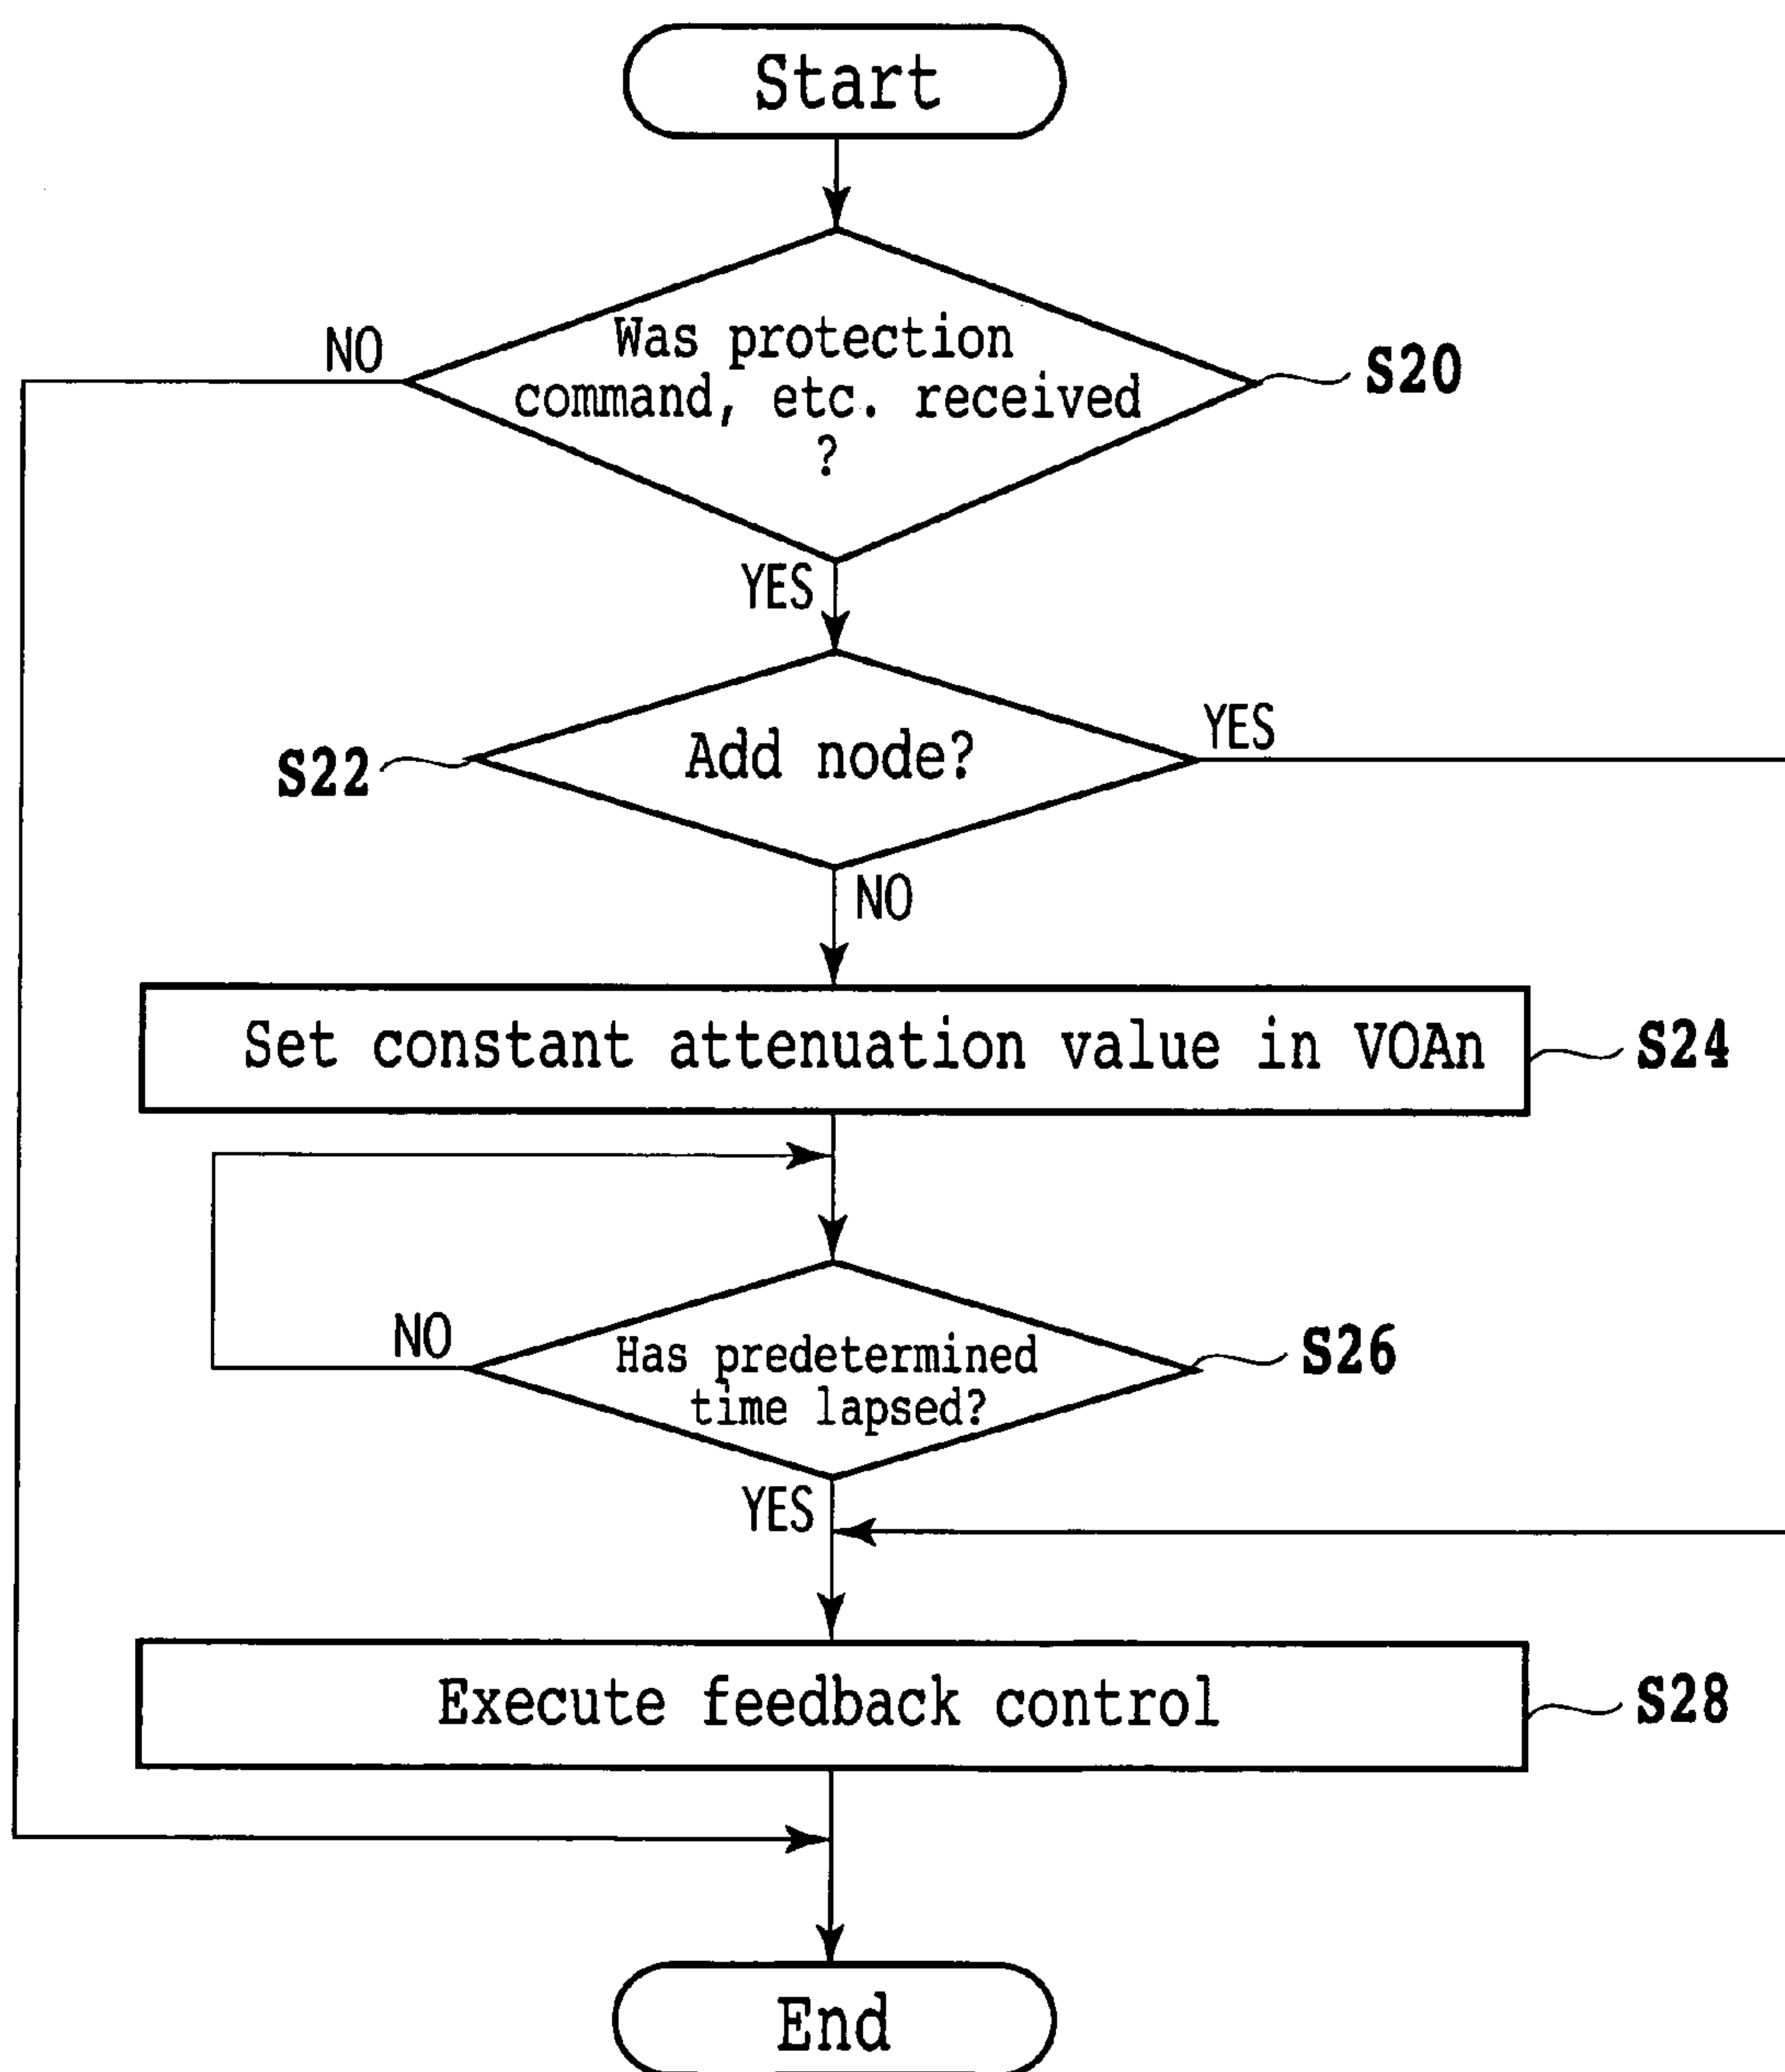 Start
NO
Was protection
command, etc. received
?
S20
YES
S22
Add node?
YES
NO
Set constant attenuation value in VOAn
S24
NO
Has predetermined
time lapsed?
S26
YES
Execute feedback control
S28
End